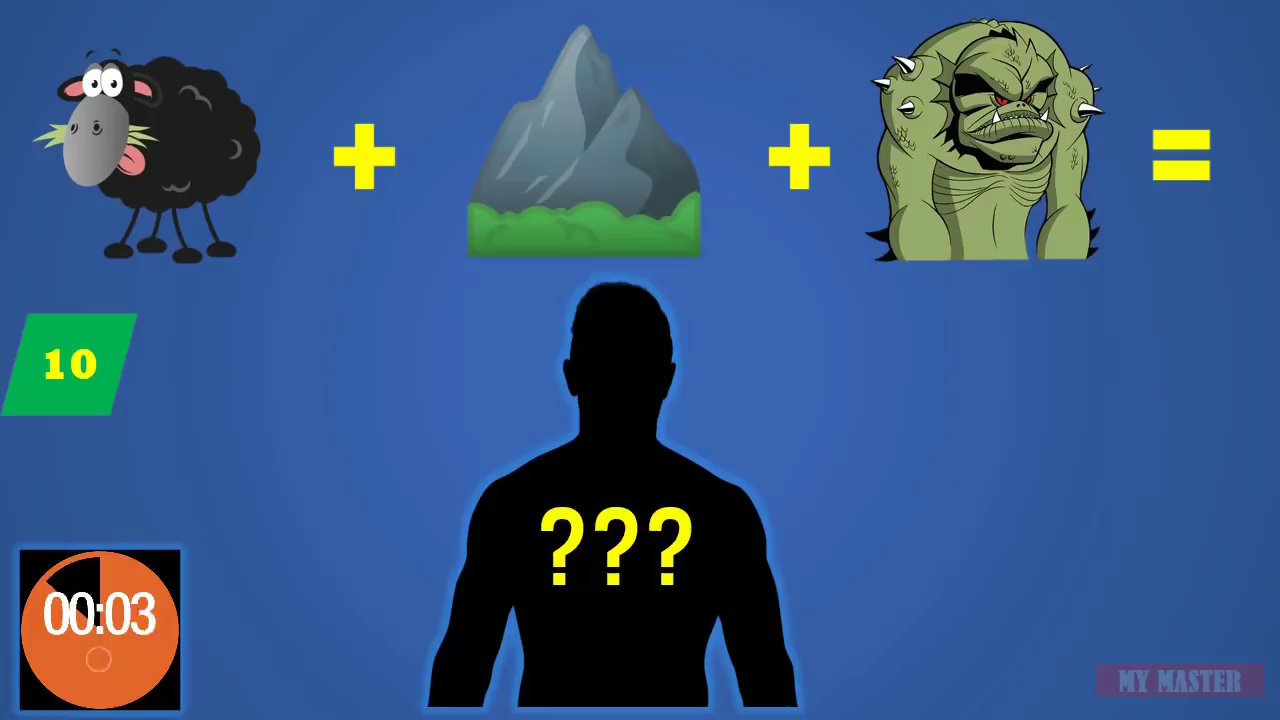 + + =
10
???
00:03
MY MASTER